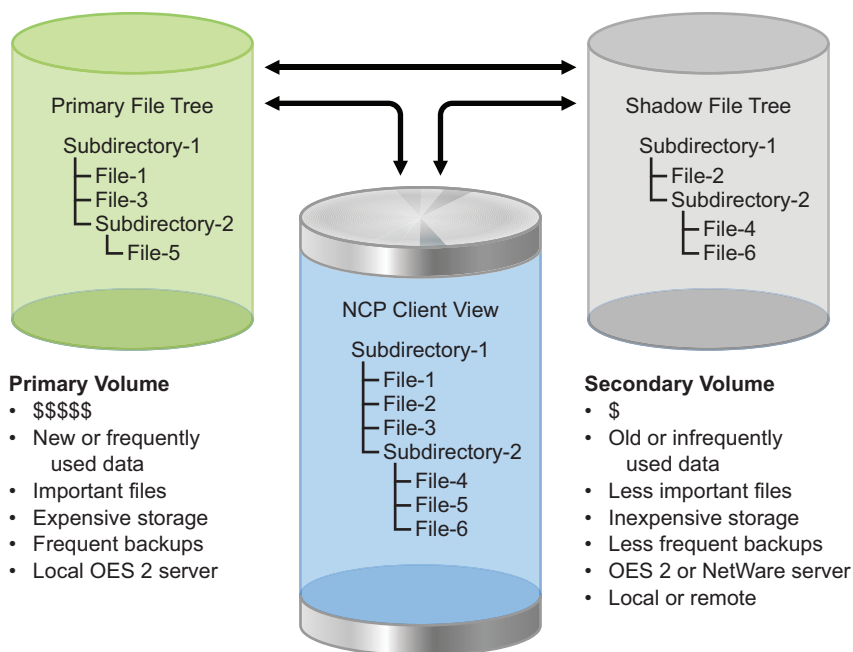 Primary File Tree
Subdirectory-1
File-1
File-3
Subdirectory-2
File-5
Shadow File Tree
Subdirectory-1
File-2
Subdirectory-2
File-4
File-6
NCP Client View
Subdirectory-1
File-1
File-2
File-3
Subdirectory-2
File-4
File-5
File-6
Primary Volume
• $$$$$
• New or frequently
used data
• Important files
• Expensive storage
• Frequent backups
• Local OES 2 server
Secondary Volume
• $
• Old or infrequently
used data
• Less important files
• Inexpensive storage
• Less frequent backups
• OES 2 or NetWare server
• Local or remote